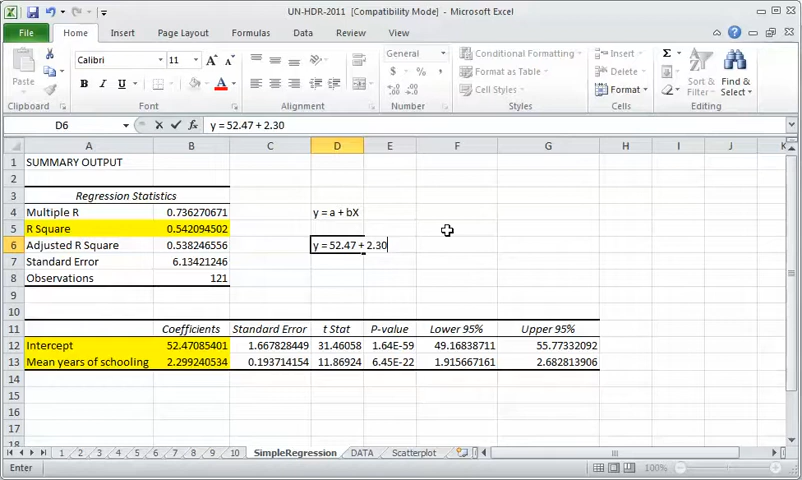 UN-HDR-2011 [Compatibility Mode] - Microsoft Excel
File Home Insert Page Layout Formulas Data Review View
Paste
Calibri 11 A A
B I U A
General
$ % ,
Conditional Formatting
Format as Table
Cell Styles
Insert
Delete
Format
Σ
Sort & Filter
Find & Select
Clipboard Font Alignment Number Styles Cells Editing
D6 fx y = 52.47 + 2.30
A B C D E F G H I J K
1 SUMMARY OUTPUT
2
3 Regression Statistics
4 Multiple R 0.736270671 y = a + bX
5 R Square 0.542094502
6 Adjusted R Square 0.538246556 y = 52.47 + 2.30
7 Standard Error 6.13421246
8 Observations 121
9
10
11 Coefficients Standard Error t Stat P-value Lower 95% Upper 95%
12 Intercept 52.47085401 1.667828449 31.46058 1.64E-59 49.16838711 55.77332092
13 Mean years of schooling 2.299240534 0.193714154 11.86924 6.45E-22 1.915667161 2.682813906
14
15
16
17
18
1 2 3 4 5 6 7 8 9 10 SimpleRegression DATA Scatterplot
Enter 100%